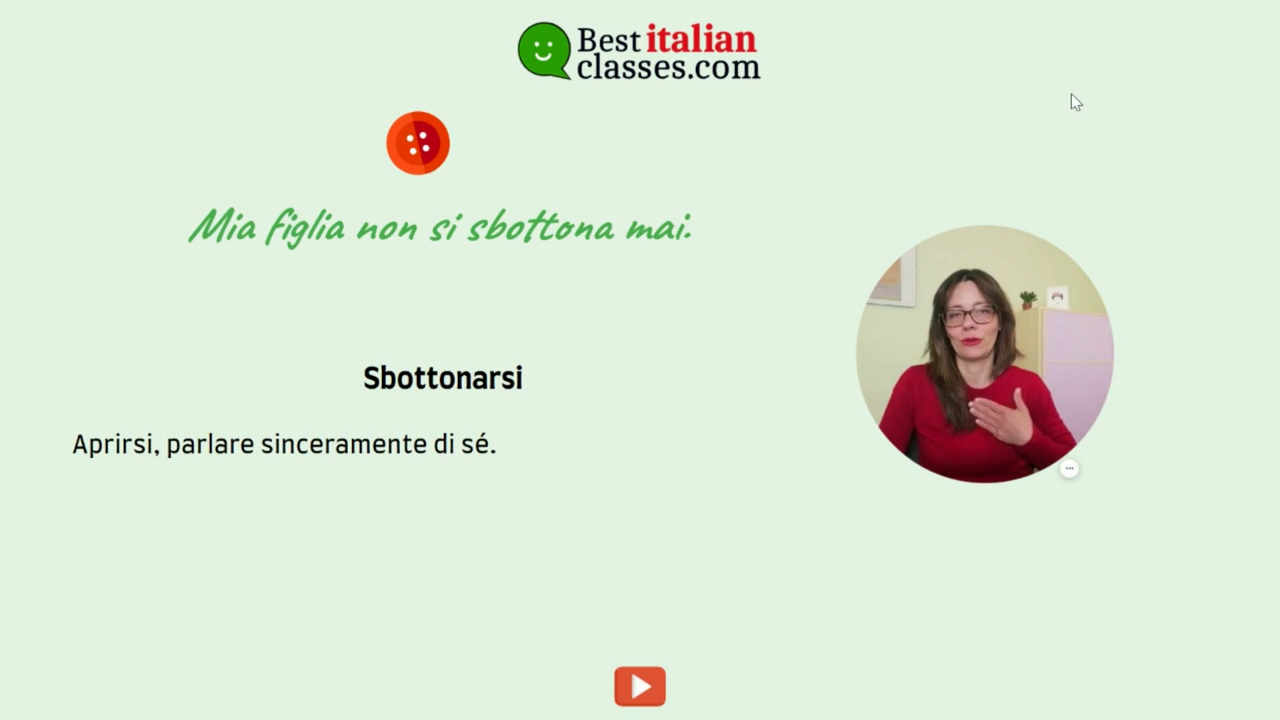 Best italian
classes.com
Mia figlia non si sbottona mai.
Sbottonarsi
Aprirsi, parlare sinceramente di sé.